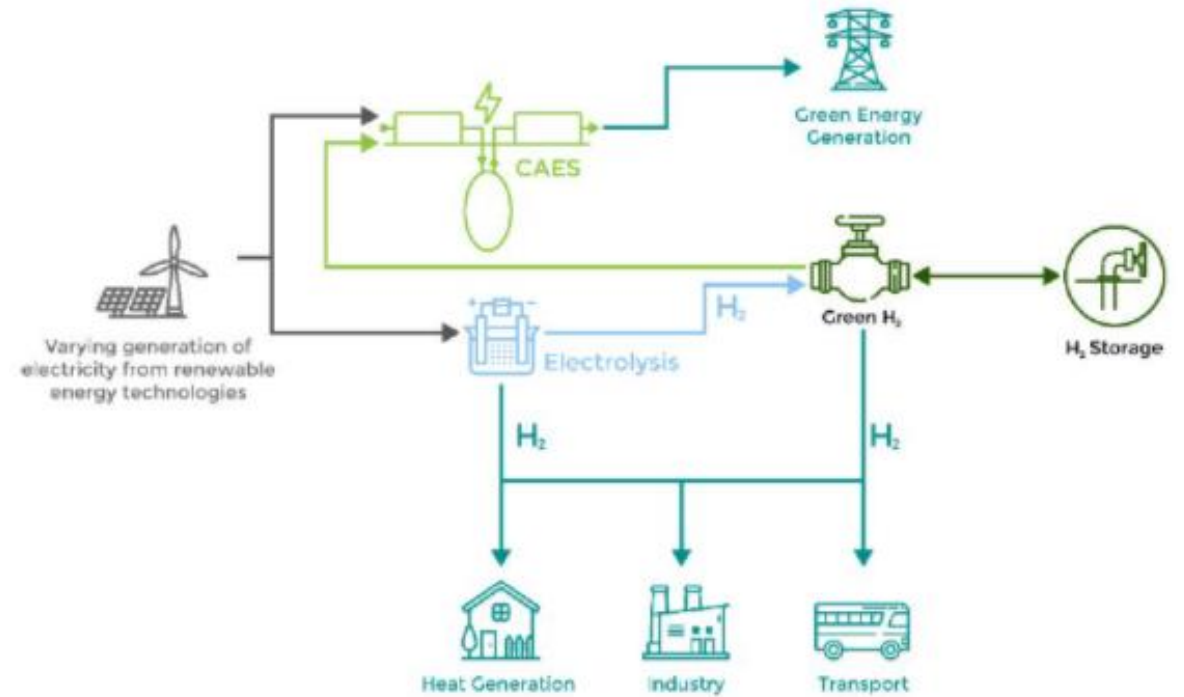 Green Energy
Generation
CAES
Varying generation of
electricity from renewable
energy technologies
+ −
H₂
Electrolysis
Green H₂
H₂ Storage
H₂
H₂
Heat Generation
Industry
Transport